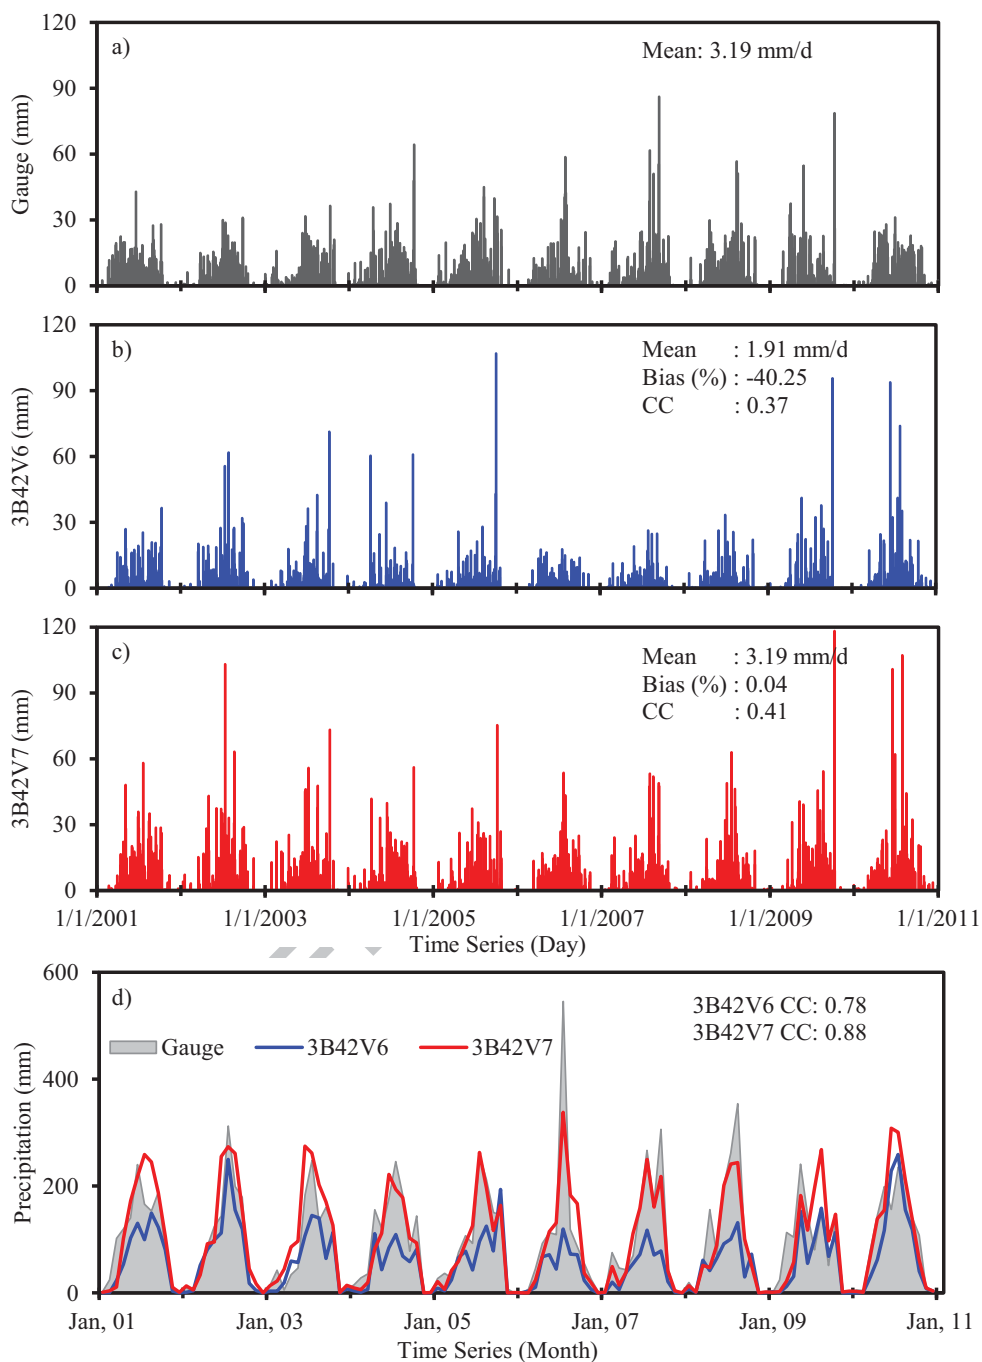 120
a)
Mean: 3.19 mm/d
90
60
30
0
Gauge (mm)
120
b)
Mean : 1.91 mm/d
Bias (%) : -40.25
CC : 0.37
90
60
30
0
3B42V6 (mm)
120
c)
Mean : 3.19 mm/d
Bias (%) : 0.04
CC : 0.41
90
60
30
0
3B42V7 (mm)
1/1/2001 1/1/2003 1/1/2005 1/1/2007 1/1/2009 1/1/2011
Time Series (Day)
600
d)
3B42V6 CC: 0.78
3B42V7 CC: 0.88
Gauge 3B42V6 3B42V7
400
200
0
Precipitation (mm)
Jan, 01 Jan, 03 Jan, 05 Jan, 07 Jan, 09 Jan, 11
Time Series (Month)